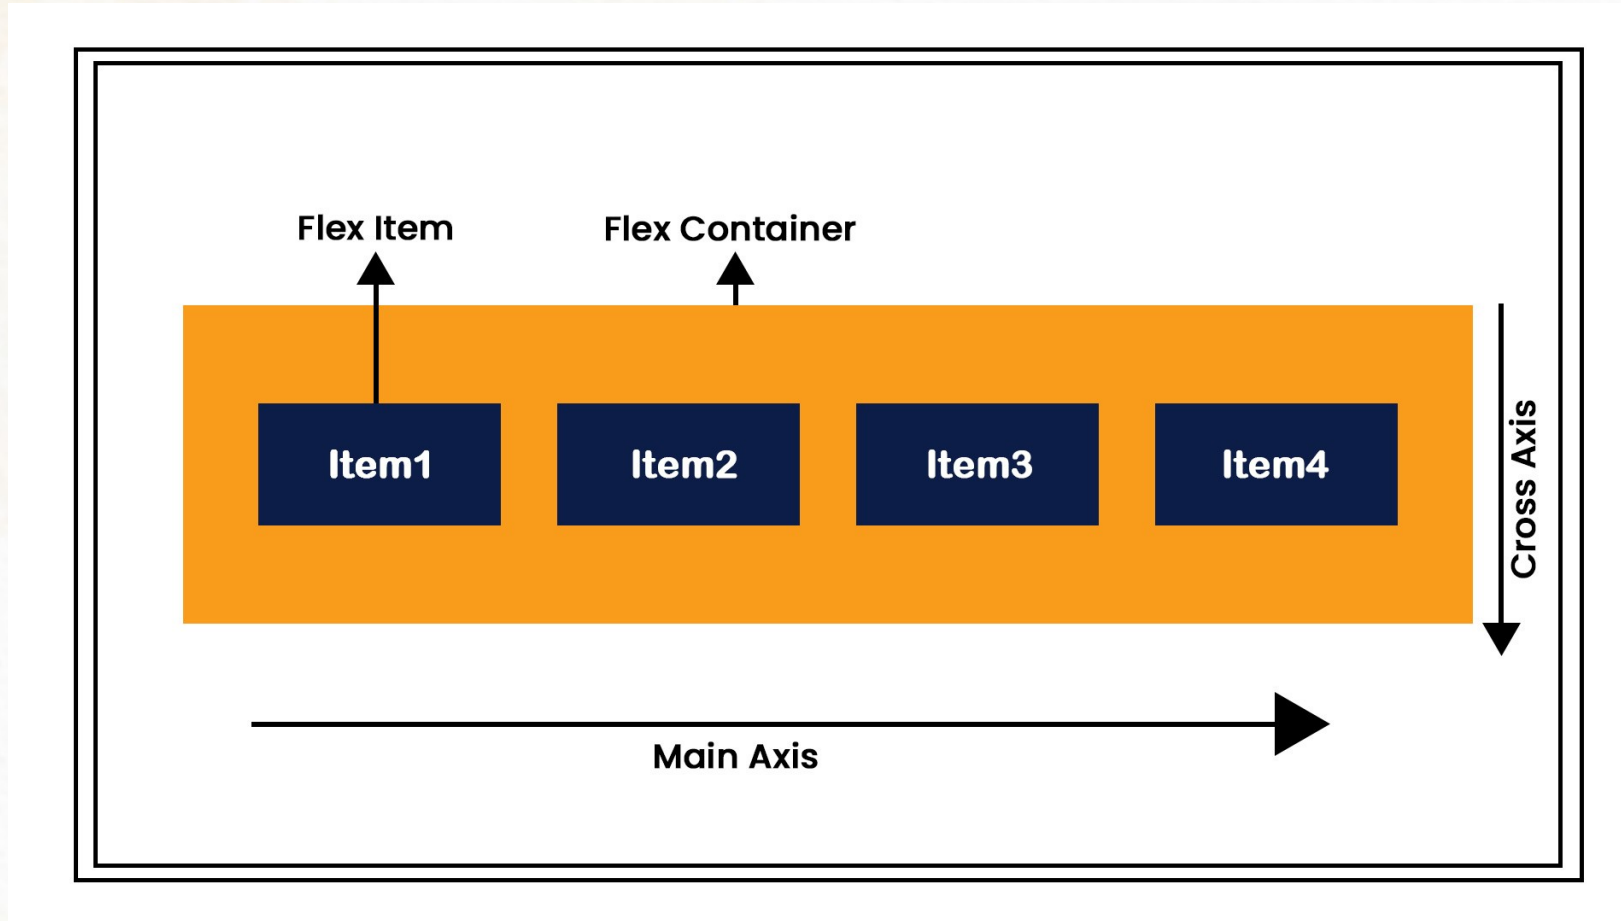 Flex Item
Flex Container
Item1
Item2
Item3
Item4
Cross Axis
Main Axis